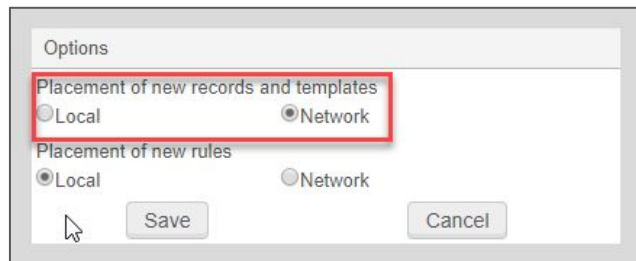 Options
Placement of new records and templates
Local Network
Placement of new rules
Local Network
Save Cancel